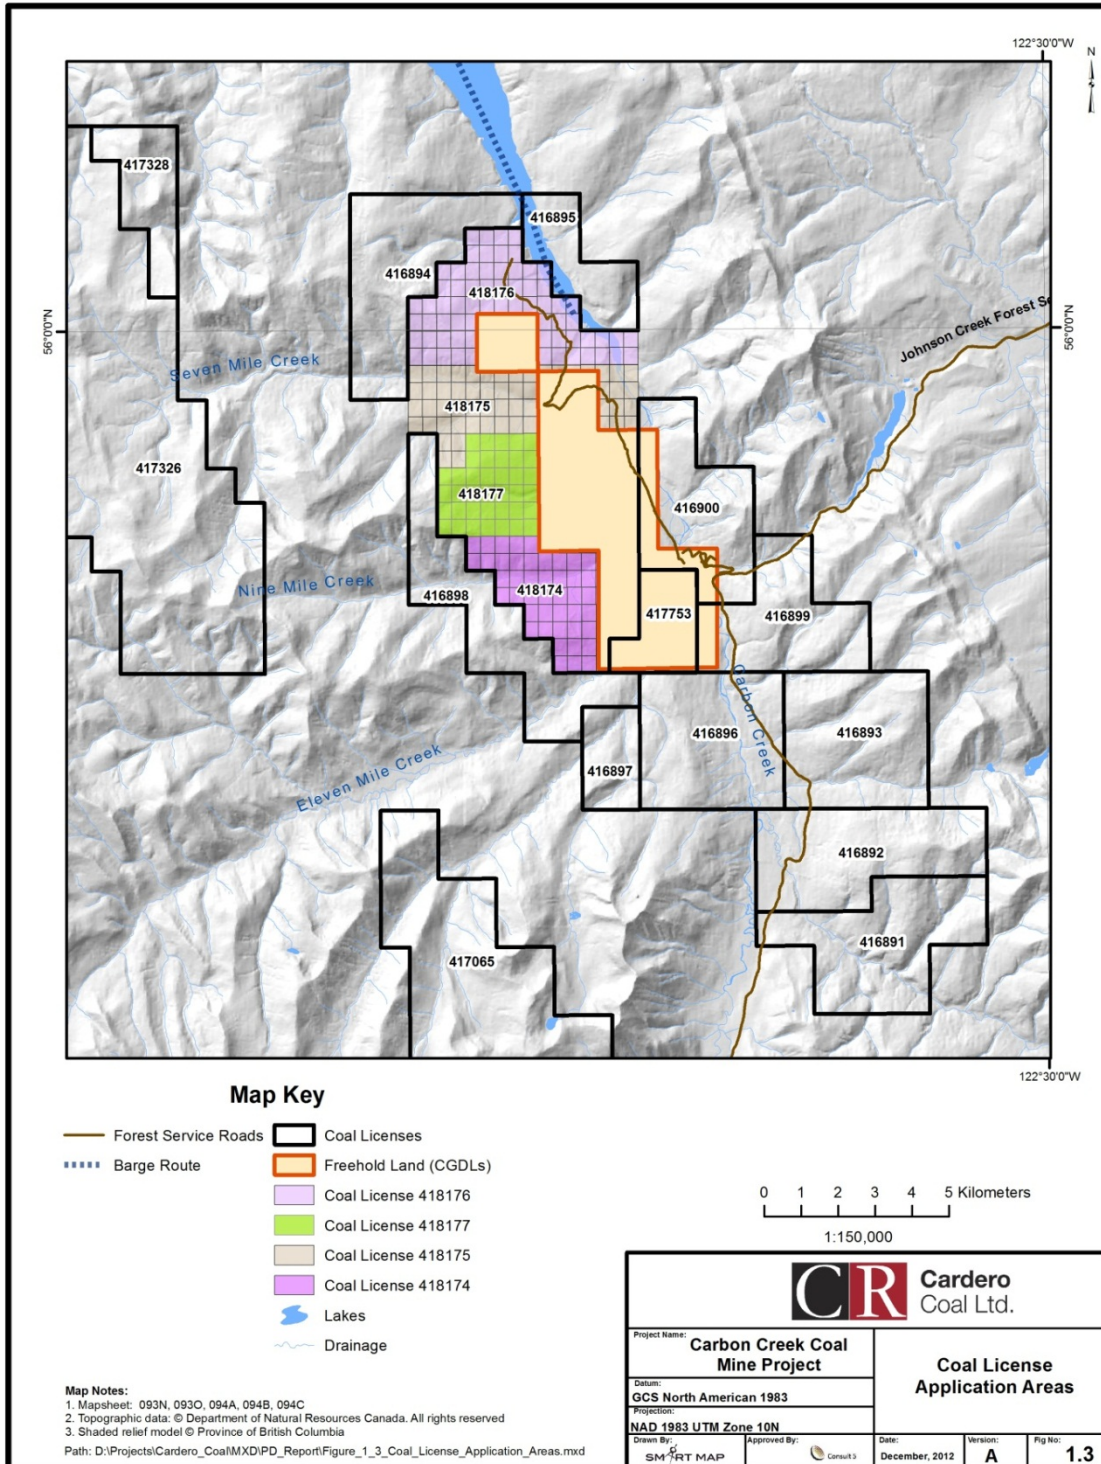 122°30'0"W
N
417328
416895
416894
418176
56°0'0"N
56°0'0"N
Johnson Creek Forest Se
Seven Mile Creek
418175
417326
418177
416900
Nine Mile Creek
416898
418174
417753
416899
Carbon Creek
416896
416893
416897
Eleven Mile Creek
416892
416891
417065
122°30'0"W
Map Key
Forest Service Roads
Barge Route
Coal Licenses
Freehold Land (CGDLs)
Coal License 418176
Coal License 418177
Coal License 418175
Coal License 418174
Lakes
Drainage
0 1 2 3 4 5 Kilometers
1:150,000
CR
Cardero
Coal Ltd.
Project Name:
Carbon Creek Coal
Mine Project
Datum:
GCS North American 1983
Projection:
NAD 1983 UTM Zone 10N
Coal License
Application Areas
Drawn By:
SMART MAP
Approved By:
Consult 5
Date:
December, 2012
Version:
A
Fig No:
1.3
Map Notes:
1. Mapsheet: 093N, 093O, 094A, 094B, 094C
2. Topographic data: © Department of Natural Resources Canada. All rights reserved
3. Shaded relief model © Province of British Columbia
Path: D:\Projects\Cardero_Coal\MXD\PD_Report\Figure_1_3_Coal_License_Application_Areas.mxd